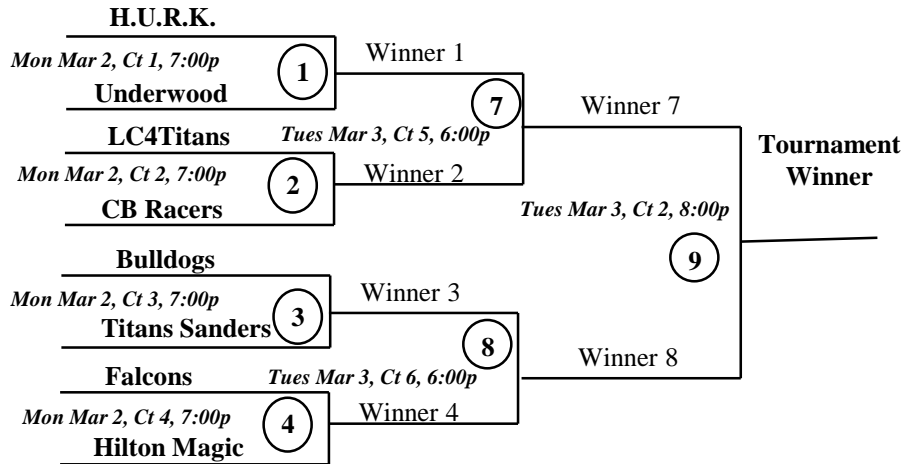 H.U.R.K.
Mon Mar 2, Ct 1, 7:00p
1
Underwood
Winner 1
7
LC4Titans
Tues Mar 3, Ct 5, 6:00p
Mon Mar 2, Ct 2, 7:00p
2
Winner 2
CB Racers
Winner 7
Tournament
Winner
Tues Mar 3, Ct 2, 8:00p
9
Bulldogs
Mon Mar 2, Ct 3, 7:00p
3
Titans Sanders
Winner 3
8
Falcons
Tues Mar 3, Ct 6, 6:00p
Mon Mar 2, Ct 4, 7:00p
4
Winner 4
Hilton Magic
Winner 8